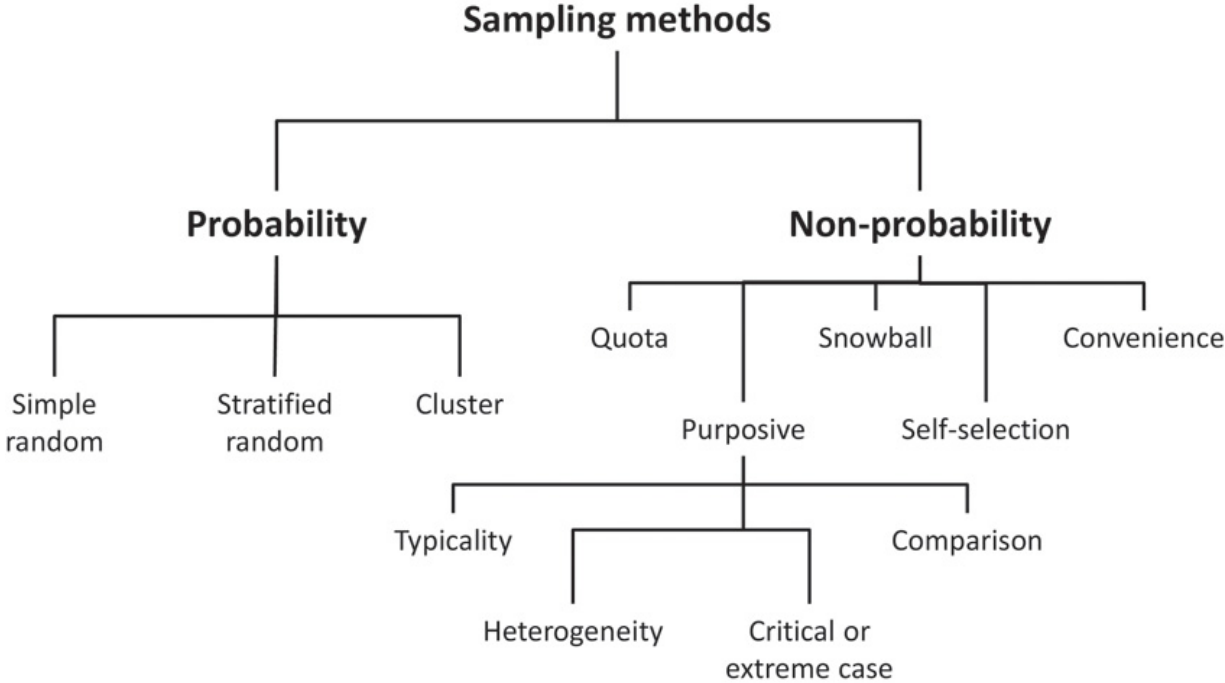 Sampling methods
Probability
Non-probability
Quota
Snowball
Convenience
Simple
random
Stratified
random
Cluster
Purposive
Self-selection
Typicality
Comparison
Heterogeneity
Critical or
extreme case